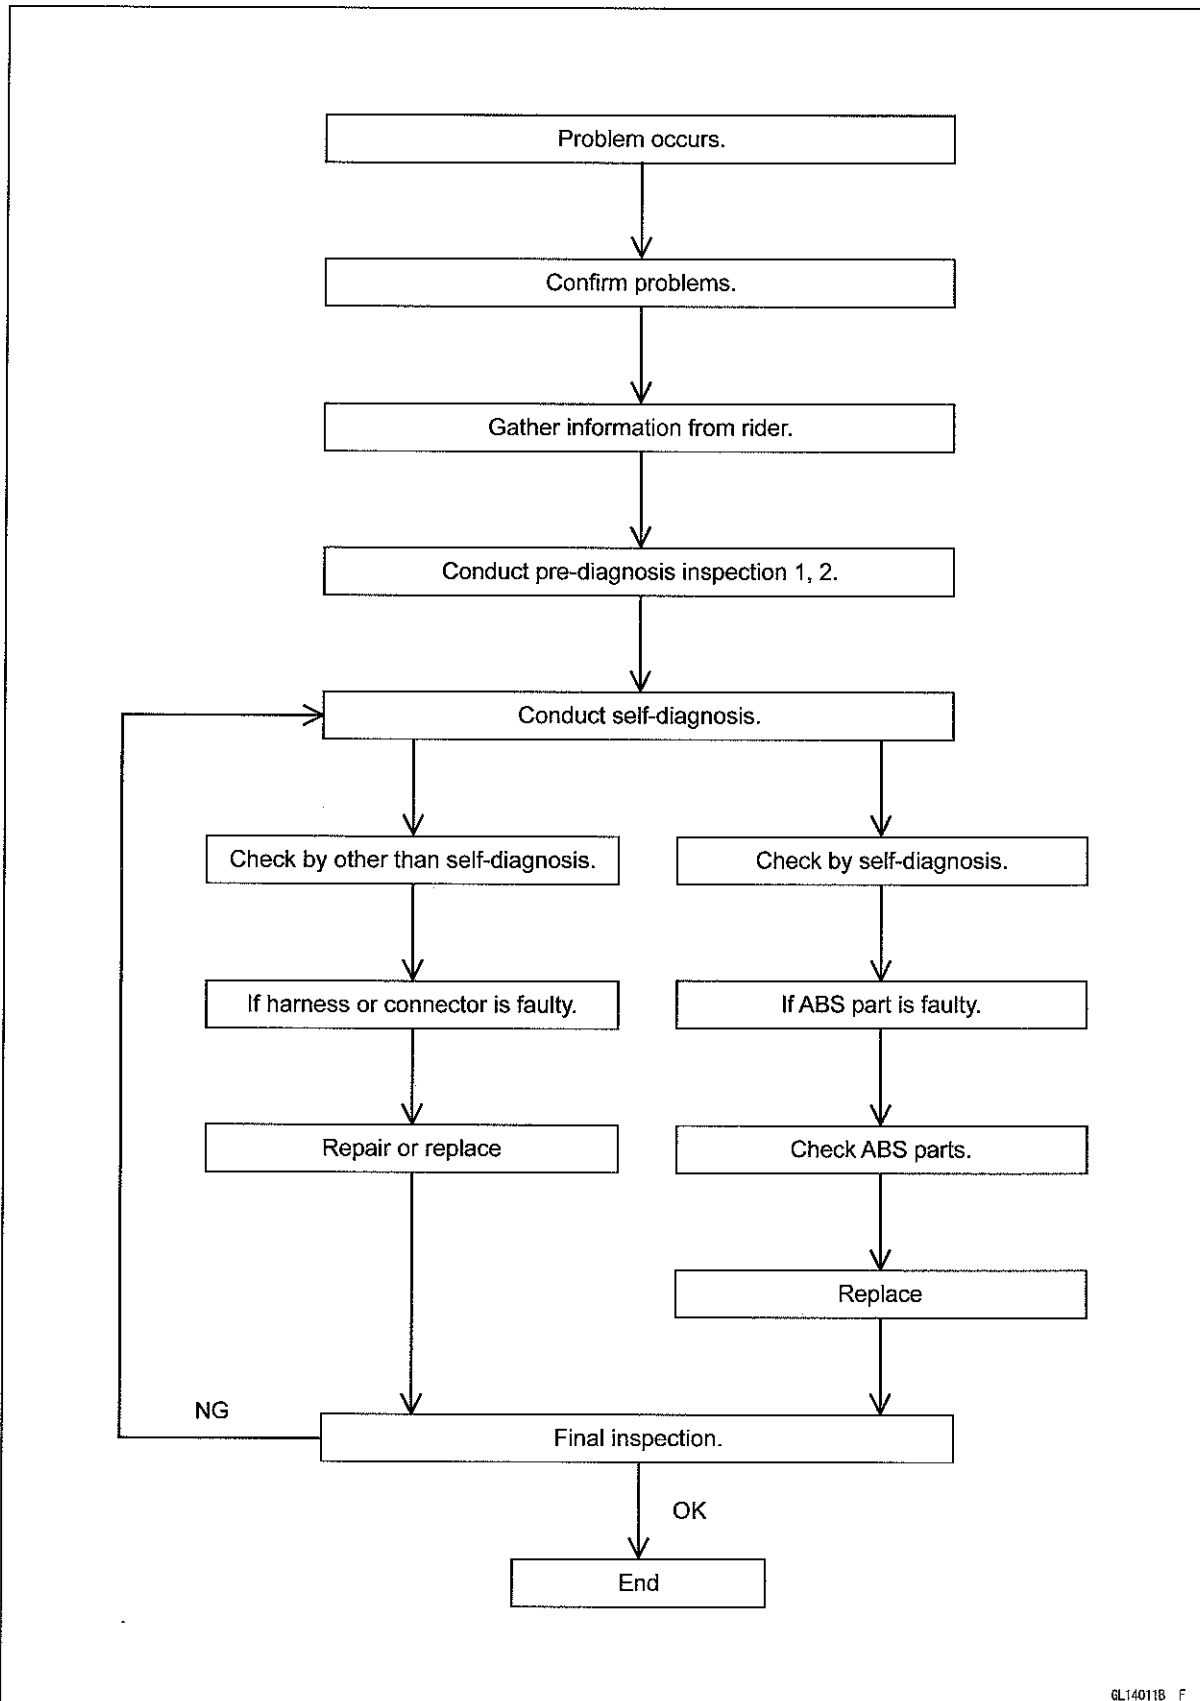 Problem occurs.
Confirm problems.
Gather information from rider.
Conduct pre-diagnosis inspection 1, 2.
Conduct self-diagnosis.
Check by other than self-diagnosis.
Check by self-diagnosis.
If harness or connector is faulty.
If ABS part is faulty.
Repair or replace
Check ABS parts.
Replace
NG
Final inspection.
OK
End
GL14011B F